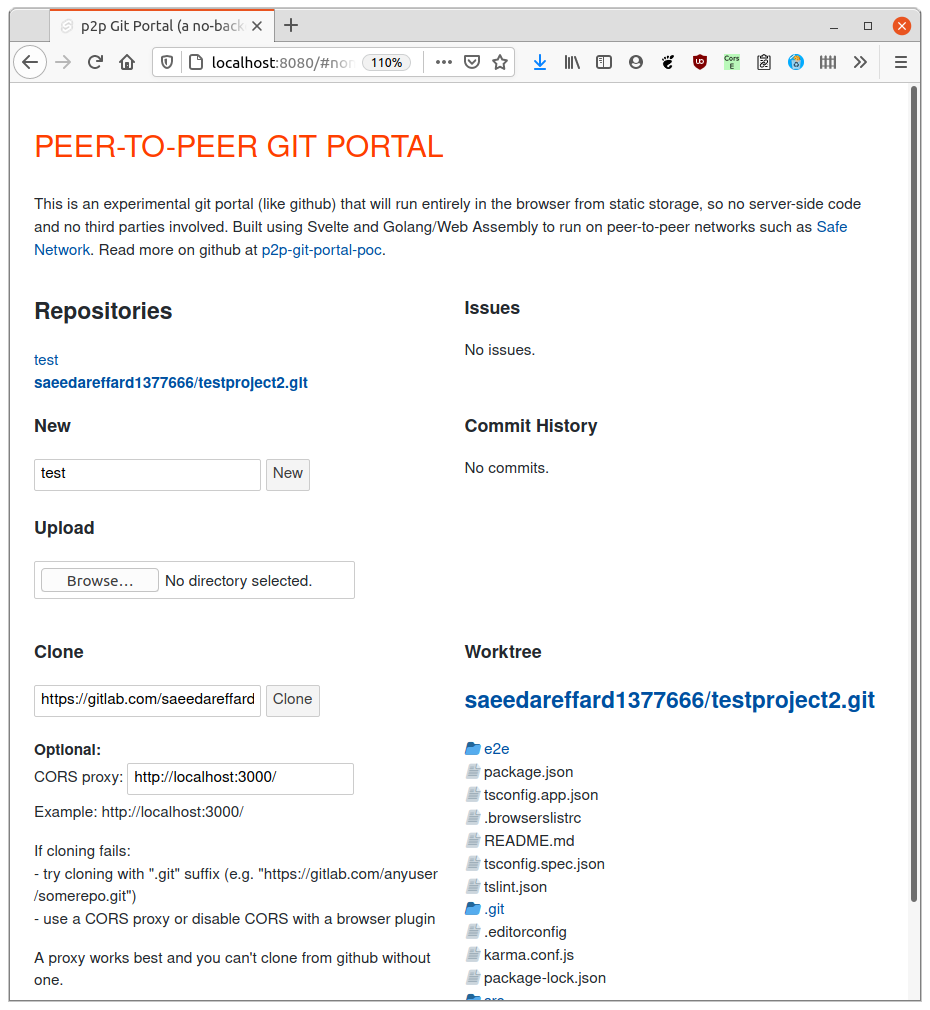 p2p Git Portal (a no-back
localhost:8080/#nor
110%
Cors
E
PEER-TO-PEER GIT PORTAL
This is an experimental git portal (like github) that will run entirely in the browser from static storage, so no server-side code
and no third parties involved. Built using Svelte and Golang/Web Assembly to run on peer-to-peer networks such as Safe
Network. Read more on github at p2p-git-portal-poc.
Repositories
test
saeedareffard1377666/testproject2.git
New
test
New
Upload
Browse...
No directory selected.
Clone
https://gitlab.com/saeedareffard
Clone
Optional:
CORS proxy: http://localhost:3000/
Example: http://localhost:3000/
If cloning fails:
- try cloning with ".git" suffix (e.g. "https://gitlab.com/anyuser
/somerepo.git")
- use a CORS proxy or disable CORS with a browser plugin
A proxy works best and you can't clone from github without
one.
Issues
No issues.
Commit History
No commits.
Worktree
saeedareffard1377666/testproject2.git
e2e
package.json
tsconfig.app.json
.browserslistrc
README.md
tsconfig.spec.json
tslint.json
.git
.editorconfig
karma.conf.js
package-lock.json